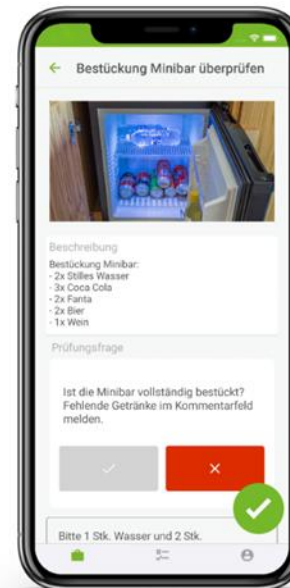 Bestückung Minibar überprüfen
Beschreibung
Bestückung Minibar:
- 2x Stilles Wasser
- 3x Coca Cola
- 2x Fanta
- 2x Bier
- 1x Wein
Prüfungsfrage
Ist die Minibar vollständig bestückt?
Fehlende Getränke im Kommentarfeld
melden.
Bitte 1 Stk. Wasser und 2 Stk.